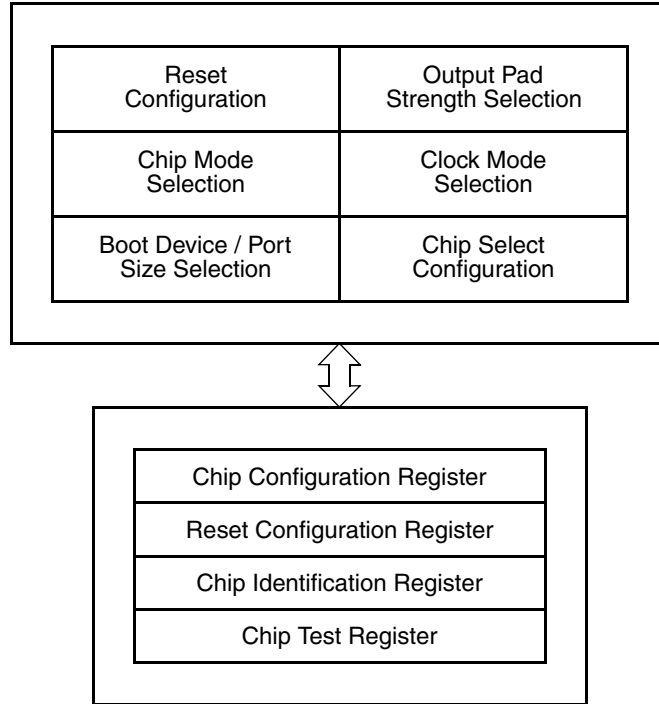 Reset
Configuration
Output Pad
Strength Selection
Chip Mode
Selection
Clock Mode
Selection
Boot Device / Port
Size Selection
Chip Select
Configuration
Chip Configuration Register
Reset Configuration Register
Chip Identification Register
Chip Test Register